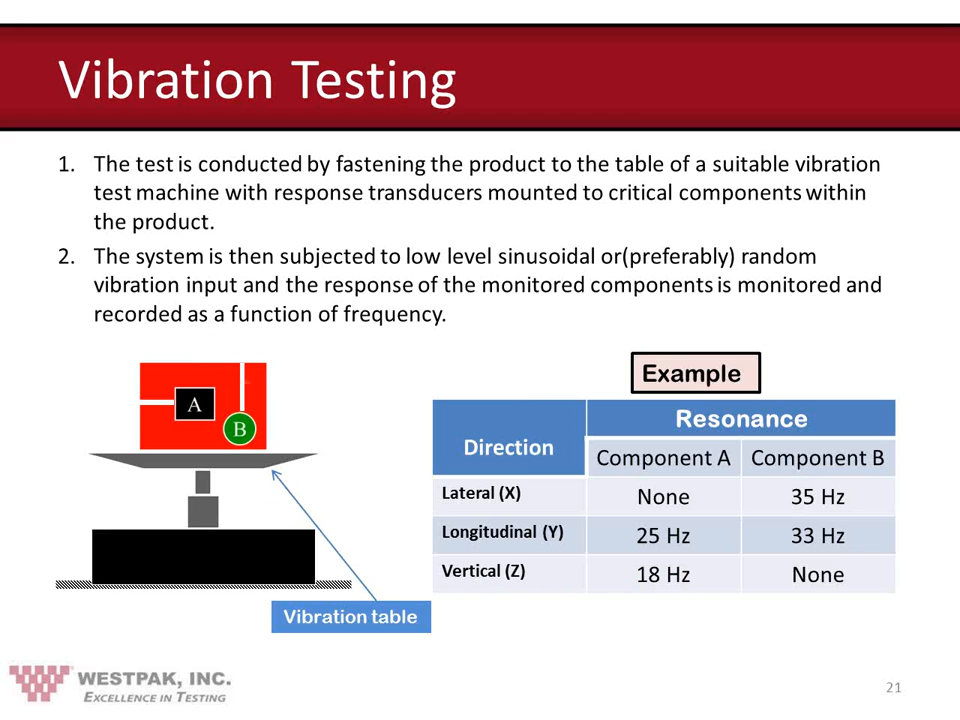 Vibration Testing
1. The test is conducted by fastening the product to the table of a suitable vibration
test machine with response transducers mounted to critical components within
the product.
2. The system is then subjected to low level sinusoidal or(preferably) random
vibration input and the response of the monitored components is monitored and
recorded as a function of frequency.
A
B
Vibration table
Example
Direction Resonance
Component A Component B
Lateral (X) None 35 Hz
Longitudinal (Y) 25 Hz 33 Hz
Vertical (Z) 18 Hz None
WESTPAK, INC.
EXCELLENCE IN TESTING
21